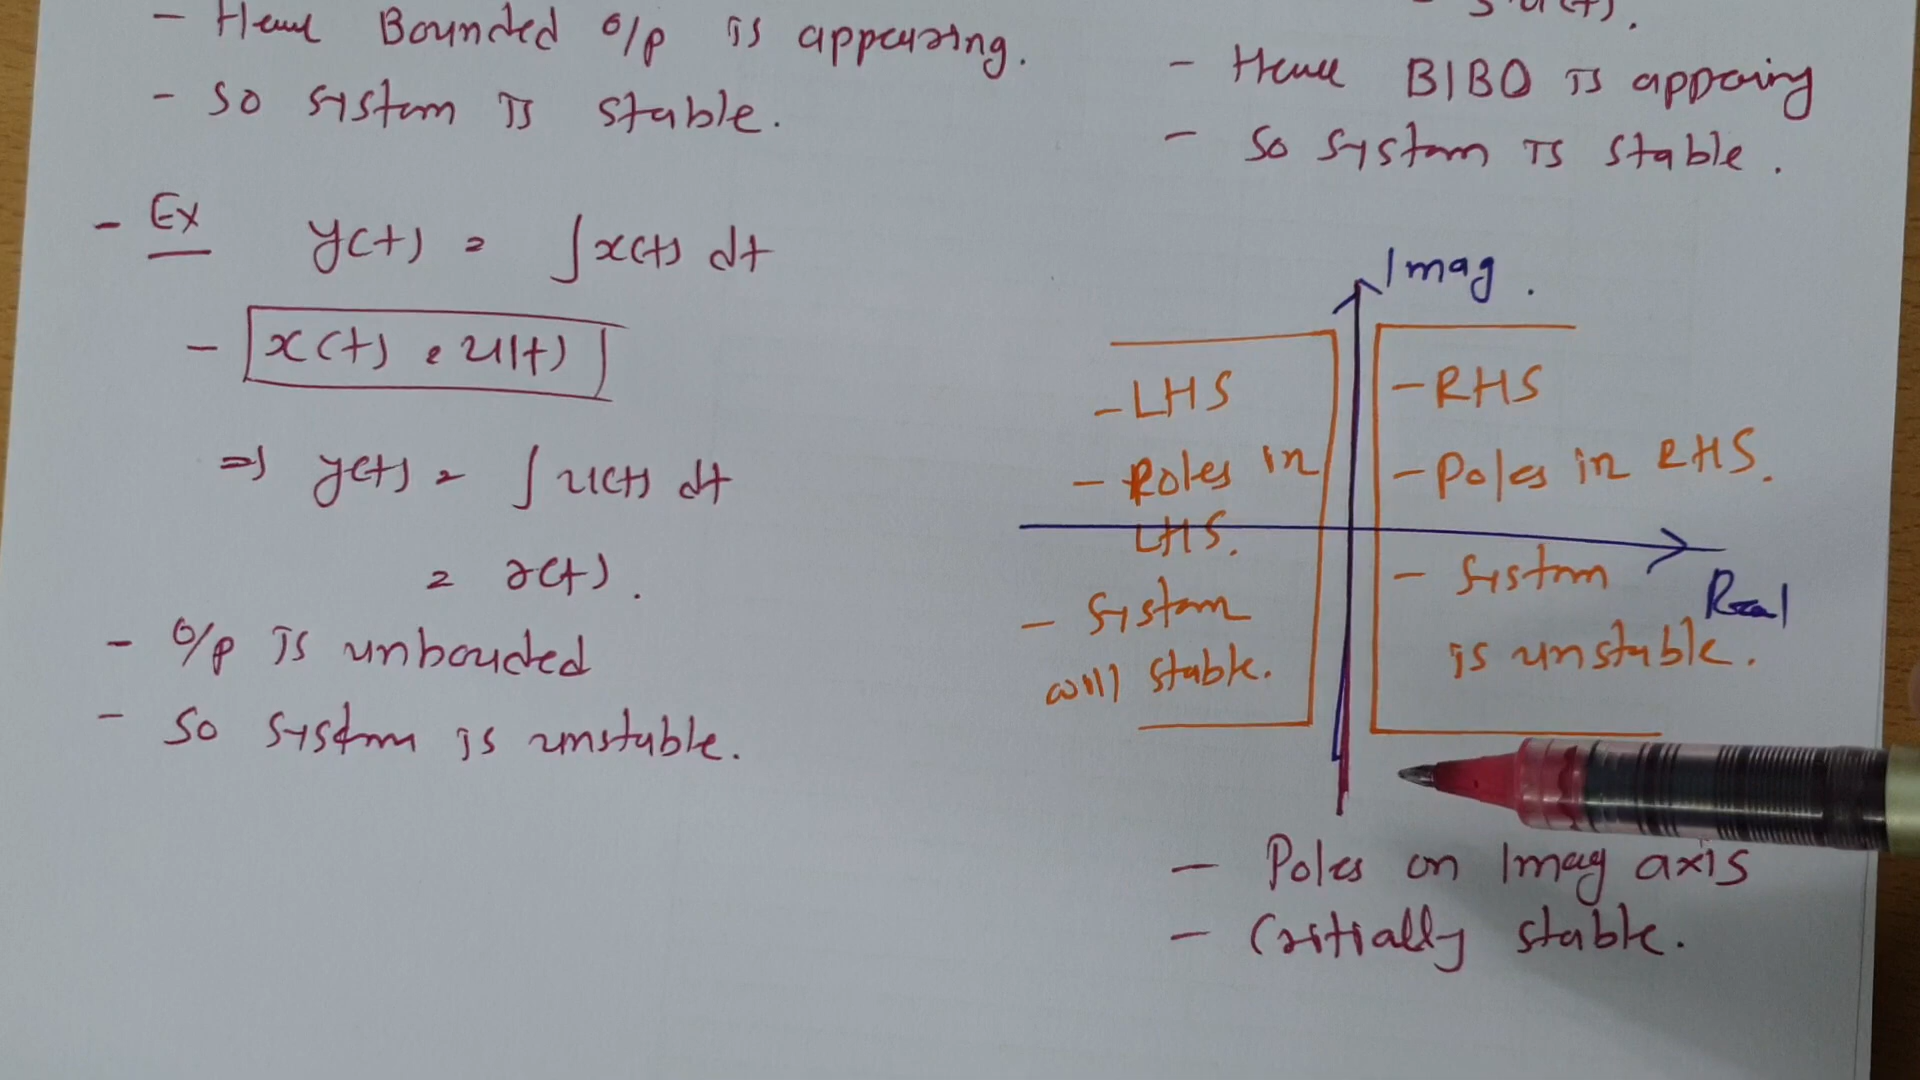 - Hence Bounded O/p is appearing.
- So system is stable.
- Ex y(t) = ∫x(t) dt
- x(t) = u(t)
⇒ y(t) = ∫u(t) dt
= r(t).
- O/p is unbouded
- So system is unstable.
- Hence BIBO is apporing
- So system is stable.
Imag.
- LHS
- Poles in
LHS.
- System
will stable.
- RHS
- Poles in RHS.
- System
is unstable.
Real
- Poles on Imag axis
- Critially stable.